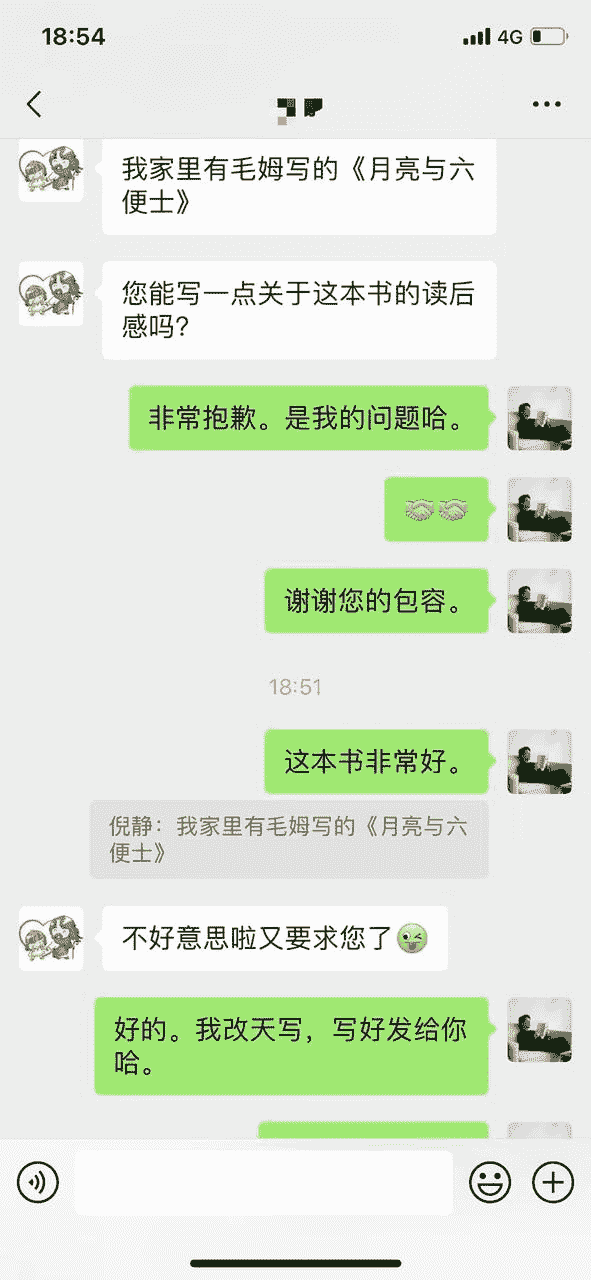 18:54
4G
我家里有毛姆写的《月亮与六
便士》
您能写一点关于这本书的读后
感吗？
非常抱歉。是我的问题哈。
谢谢您的包容。
18:51
这本书非常好。
倪静：我家里有毛姆写的《月亮与六
便士》
不好意思啦又要求您了
好的。我改天写，写好发给你
哈。